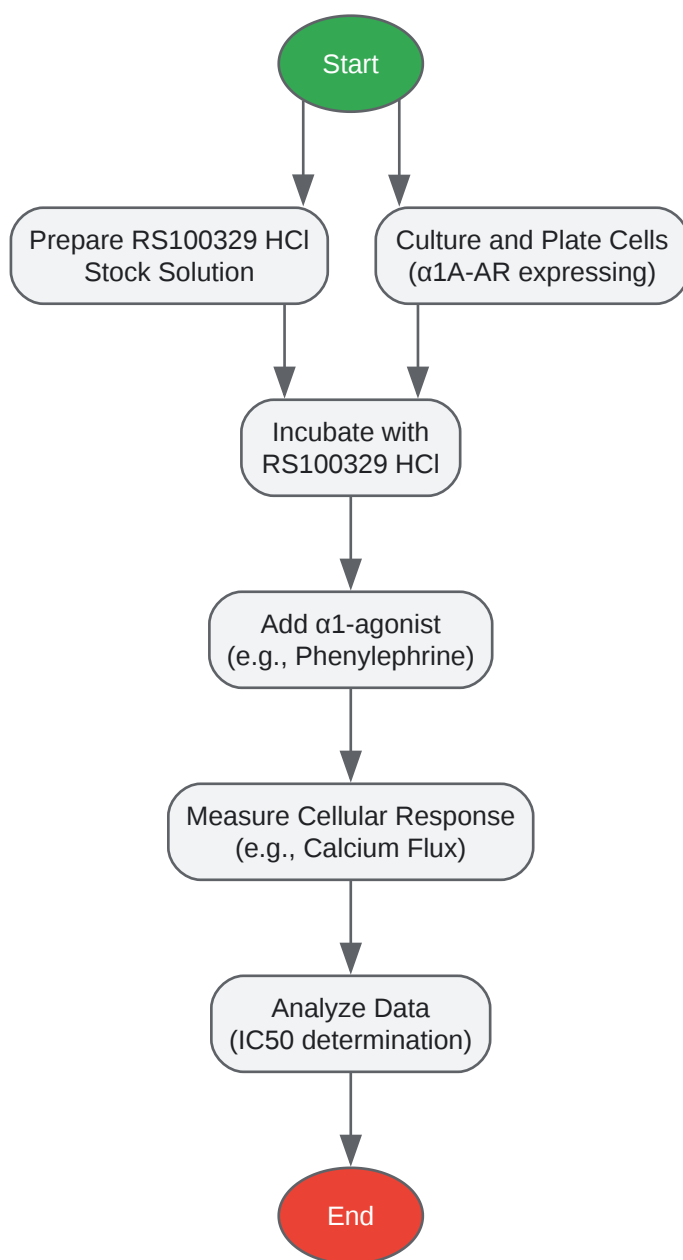 Start
Prepare RS100329 HCl
Stock Solution
Culture and Plate Cells
(α1A-AR expressing)
Incubate with
RS100329 HCl
Add α1-agonist
(e.g., Phenylephrine)
Measure Cellular Response
(e.g., Calcium Flux)
Analyze Data
(IC50 determination)
End